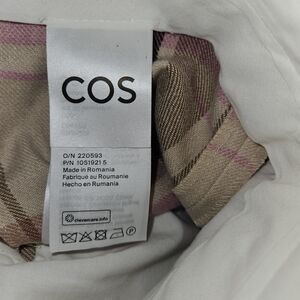 COS
O/N 220593
P/N 1051921 5
Made in Romania
Fabriqué au Roumanie
Hecho en Rumania
clevercare.info